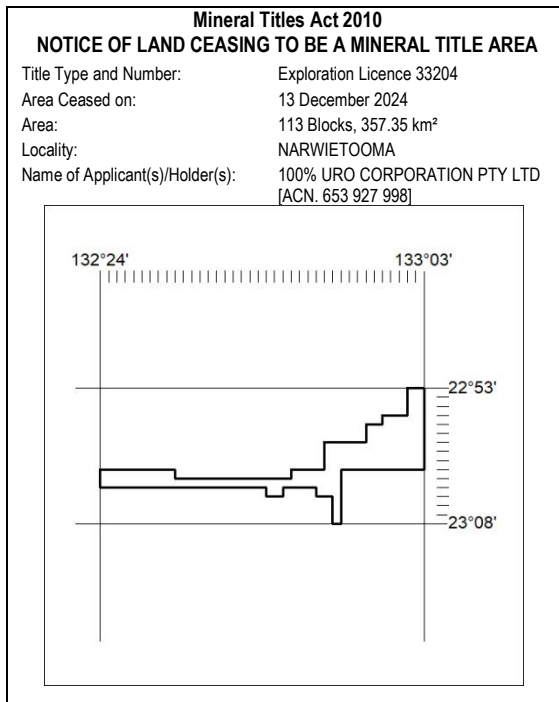 Mineral Titles Act 2010
NOTICE OF LAND CEASING TO BE A MINERAL TITLE AREA
Title Type and Number: Exploration Licence 33204
Area Ceased on: 13 December 2024
Area: 113 Blocks, 357.35 km²
Locality: NARWIETOOMA
Name of Applicant(s)/Holder(s): 100% URO CORPORATION PTY LTD
[ACN. 653 927 998]
132°24' 133°03'
22°53'
23°08'